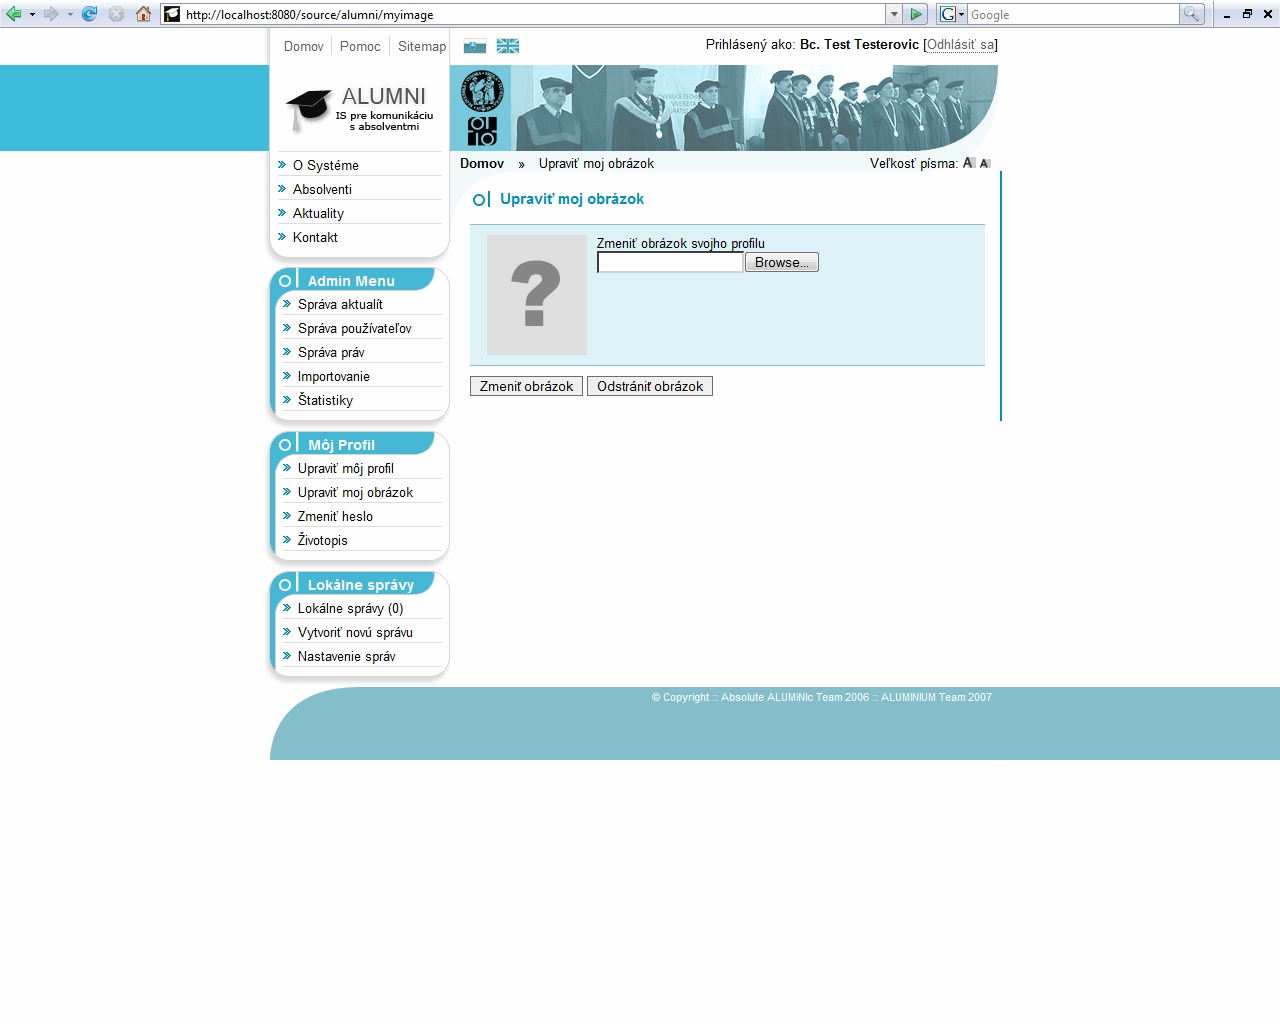 http://localhost:8080/source/alumni/myimage
G Google
Domov Pomoc Sitemap
Prihlásený ako: Bc. Test Testerovic [Odhlásiť sa]
ALUMNI
IS pre komunikáciu
s absolventmi
Domov » Upraviť moj obrázok
Veľkosť písma: A A
O Systéme
Absolventi
Aktuality
Kontakt
Admin Menu
Správa aktualít
Správa používateľov
Správa práv
Importovanie
Štatistiky
Môj Profil
Upraviť môj profil
Upraviť moj obrázok
Zmeniť heslo
Životopis
Lokálne správy
Lokálne správy (0)
Vytvoriť novú správu
Nastavenie správ
Upraviť moj obrázok
?
Zmeniť obrázok svojho profilu
Browse...
Zmeniť obrázok Odstrániť obrázok
© Copyright :: Absolute ALUMiNIc Team 2006 :: ALUMINIUM Team 2007